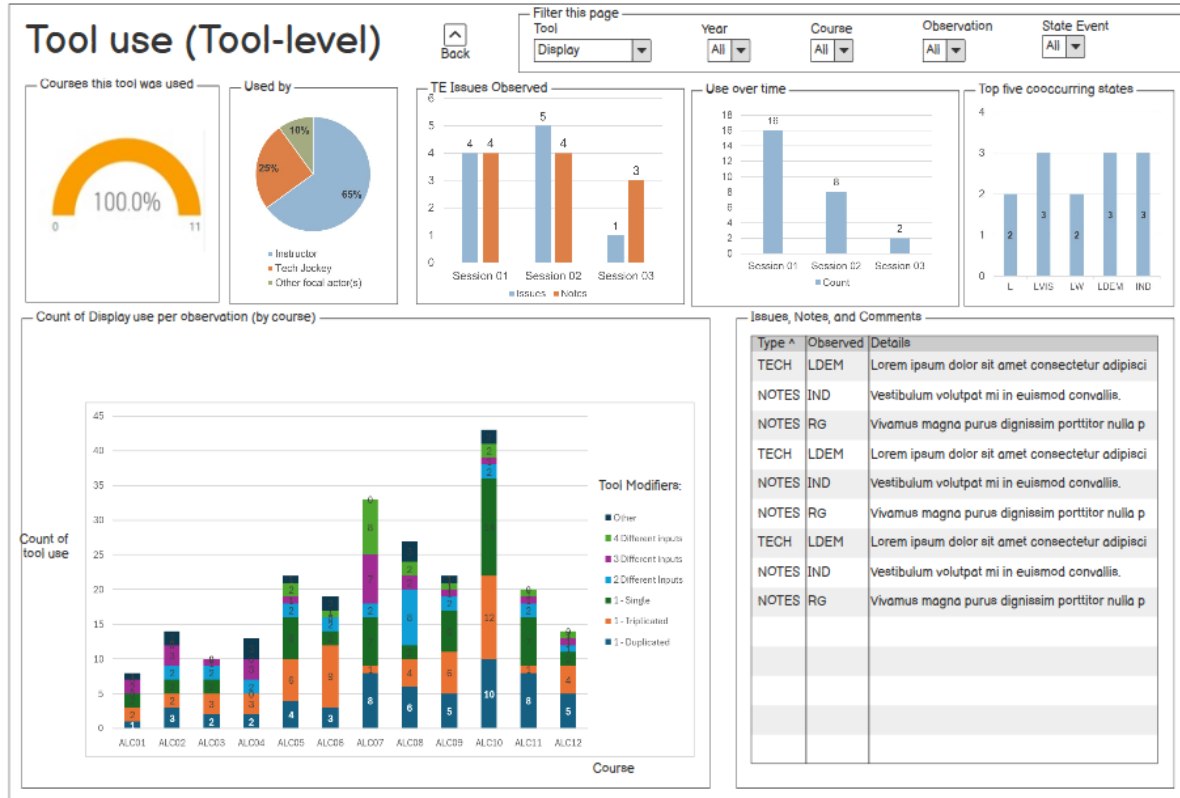 Tool use (Tool-level)
Back
Filter this page
Tool
Display
Year
All
Course
All
Observation
All
State Event
All
Courses this tool was used
100.0%
0
11
Used by
10%
25%
65%
Instructor
Tech Jockey
Other focal actor(s)
TE Issues Observed
6
5
4
3
2
1
0
4 4
5
4
1
3
Session 01 Session 02 Session 03
Issues Notes
Use over time
18
16
14
12
10
8
6
4
2
0
16
8
2
Session 01 Session 02 Session 03
Count
Top five cooccurring states
4
3
2
1
0
2 3 2 3 3
L LVIS LW LDEM IND
Count of Display use per observation (by course)
Count of
tool use
45
40
35
30
25
20
15
10
5
0
1 3 2 2 4 3 8 6 5 10 8 5
ALC01 ALC02 ALC03 ALC04 ALC05 ALC06 ALC07 ALC08 ALC09 ALC10 ALC11 ALC12
Course
Tool Modifiers:
Other
4 Different inputs
3 Different Inputs
2 Different Inputs
1 - Single
1 - Triplicated
1 - Duplicated
Issues, Notes, and Comments
Type ^ Observed Details
TECH LDEM Lorem ipsum dolor sit amet consectetur adipisci
NOTES IND Vestibulum volutpat mi in euismod convallis.
NOTES RG Vivamus magna purus dignissim porttitor nulla p
TECH LDEM Lorem ipsum dolor sit amet consectetur adipisci
NOTES IND Vestibulum volutpat mi in euismod convallis.
NOTES RG Vivamus magna purus dignissim porttitor nulla p
TECH LDEM Lorem ipsum dolor sit amet consectetur adipisci
NOTES IND Vestibulum volutpat mi in euismod convallis.
NOTES RG Vivamus magna purus dignissim porttitor nulla p